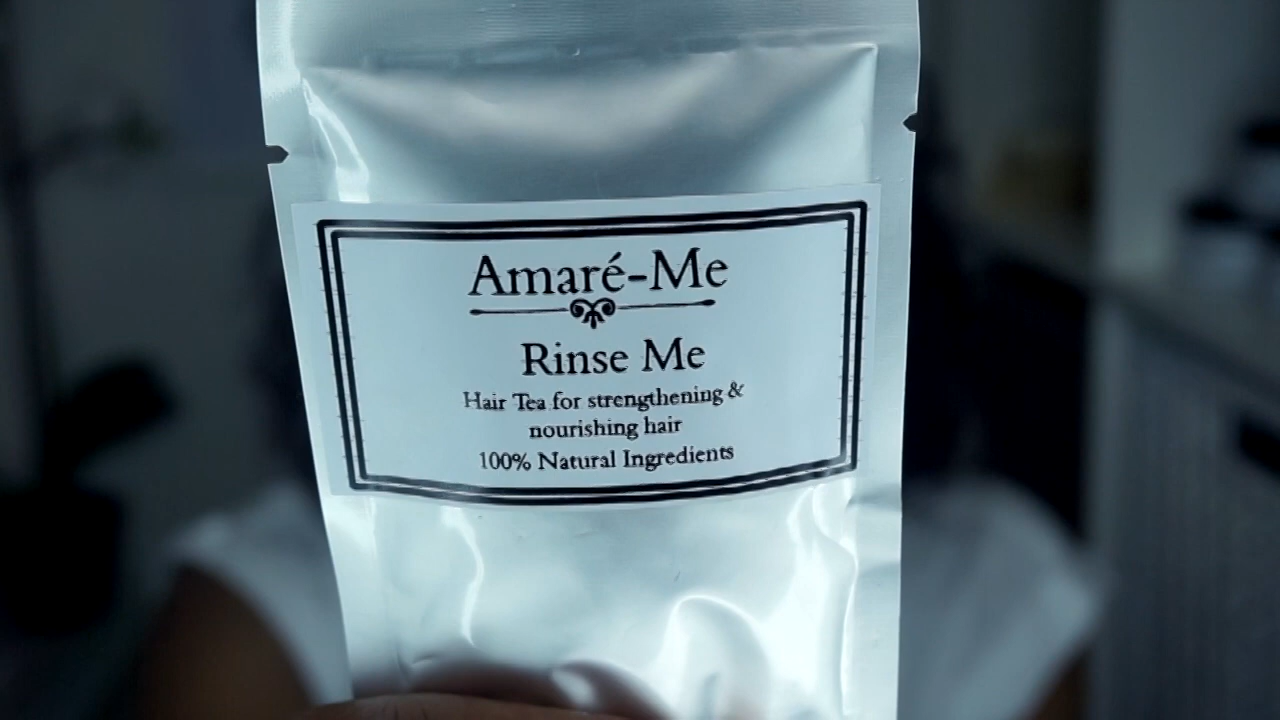 Amaré-Me
Rinse Me
Hair Tea for strengthening &
nourishing hair
100% Natural Ingredients